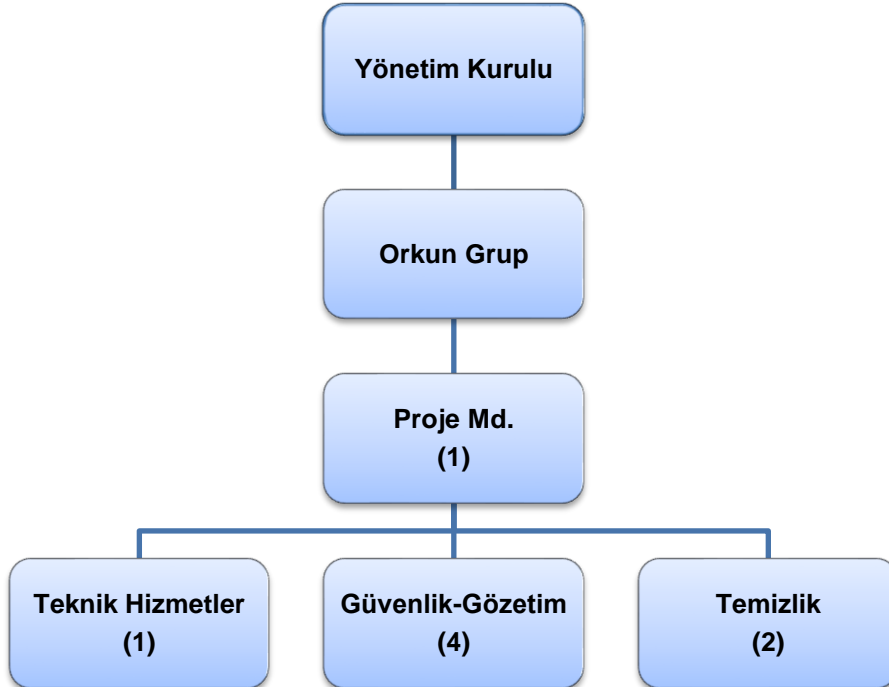 Yönetim Kurulu
Orkun Grup
Proje Md.
(1)
Teknik Hizmetler
(1)
Güvenlik-Gözetim
(4)
Temizlik
(2)